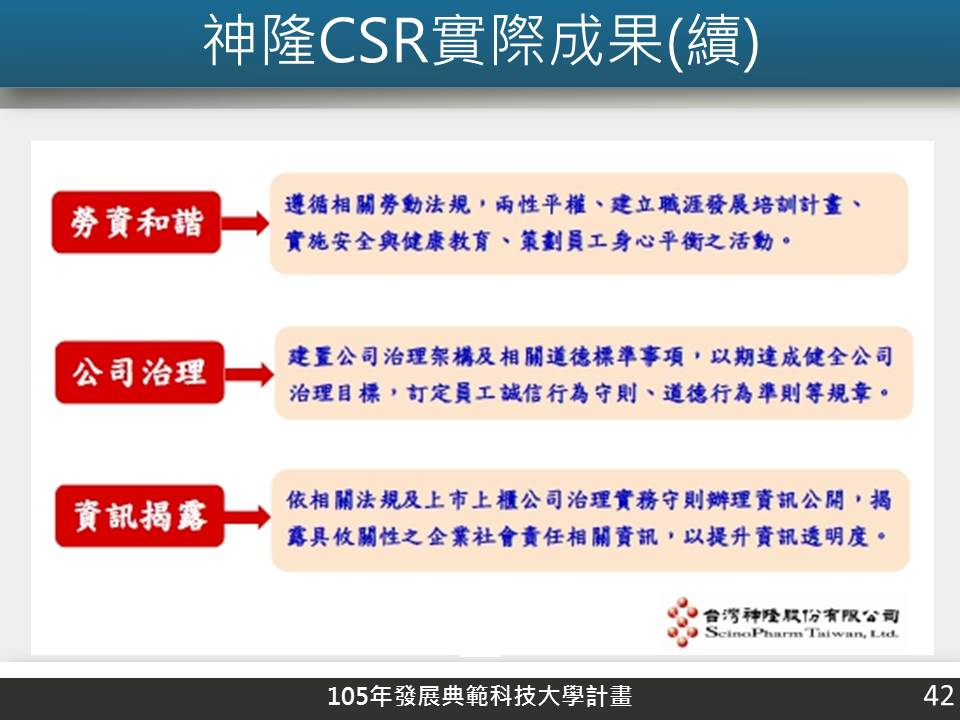 神隆CSR實際成果(續)
勞資和諧
遵循相關勞動法規，兩性平權、建立職涯發展培訓計畫、
實施安全與健康教育、策劃員工身心平衡之活動。
公司治理
建置公司治理架構及相關道德標準事項，以期達成健全公司
治理目標，訂定員工誠信行為守則、道德行為準則等規章。
資訊揭露
依相關法規及上市上櫃公司治理實務守則辦理資訊公開，揭
露具攸關性之企業社會責任相關資訊，以提升資訊透明度。
台灣神隆股份有限公司
ScinoPharm Taiwan, Ltd.
105年發展典範科技大學計畫
42